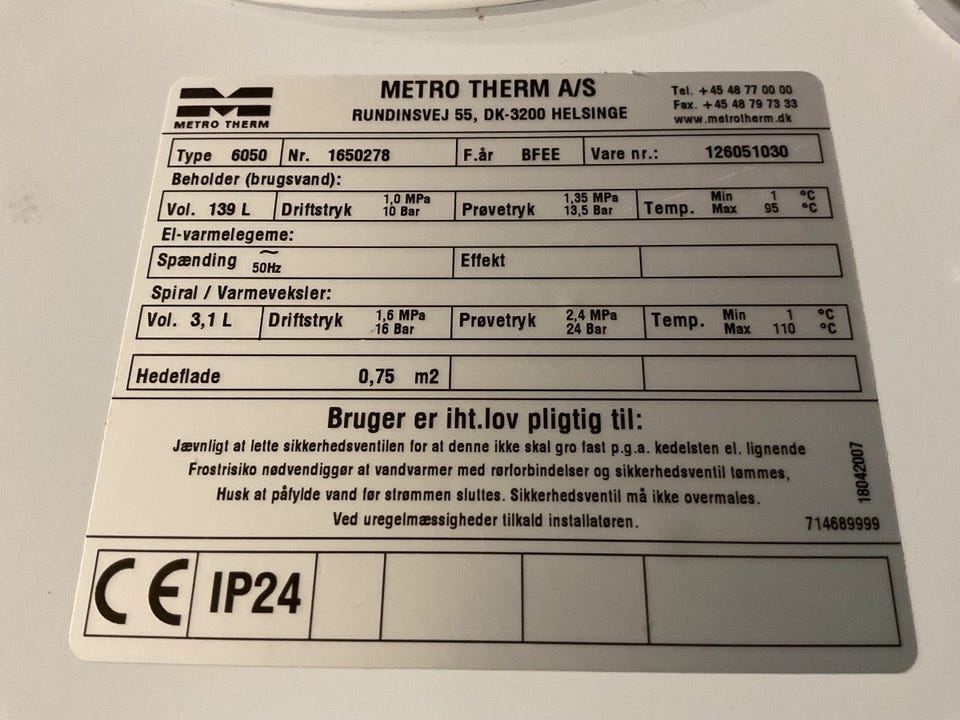 METRO THERM
METRO THERM A/S
RUNDINSVEJ 55, DK-3200 HELSINGE
Tel. +45 48 77 00 00
Fax. +45 48 79 73 33
www.metrotherm.dk
Type 6050 Nr. 1650278 F.år BFEE Vare nr.: 126051030
Beholder (brugsvand):
Vol. 139 L Driftstryk 1,0 MPa 10 Bar Prøvetryk 1,35 MPa 13,5 Bar Temp. Min 1 °C Max 95 °C
El-varmelegeme:
Spænding ~ 50Hz Effekt
Spiral / Varmeveksler:
Vol. 3,1 L Driftstryk 1,6 MPa 16 Bar Prøvetryk 2,4 MPa 24 Bar Temp. Min 1 °C Max 110 °C
Hedeflade 0,75 m2
Bruger er iht.lov pligtig til:
Jævnligt at lette sikkerhedsventilen for at denne ikke skal gro fast p.g.a. kedelsten el. lignende
Frostrisiko nødvendiggør at vandvarmer med rørforbindelser og sikkerhedsventil tømmes,
Husk at påfylde vand før strømmen sluttes. Sikkerhedsventil må ikke overmales.
Ved uregelmæssigheder tilkald installatøren.
18042007
714689999
CE IP24